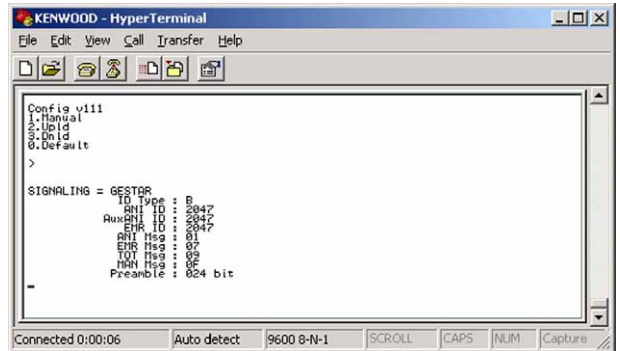 KENWOOD - HyperTerminal
File Edit View Call Transfer Help
Config v111
1.Manual
2.Upld
3.Dnld
0.Default
>
SIGNALING = GESTAR
ID Type : B
ANI ID : 2047
AuxANI ID : 2047
EMR ID : 2047
ANI Msg : 01
EMR Msg : 07
TOT Msg : 09
MAN Msg : 0F
Preamble : 024 bit
Connected 0:00:06 Auto detect 9600 8-N-1 SCROLL CAPS NUM Capture